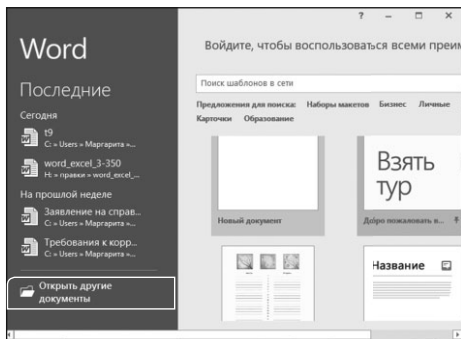 Word
Последние
Сегодня
t9
C: » Users » Маргарита »...
word_excel_3-350
H: » правки » word_excel_...
На прошлой неделе
Заявление на справ...
C: » Users » Маргарита »...
Требования к корр...
C: » Users » Маргарита »...
Открыть другие
документы
?
Войдите, чтобы воспользоваться всеми преим
Поиск шаблонов в сети
Предложения для поиска: Наборы макетов Бизнес Личные
Карточки Образование
Взять
тур
Новый документ
Добро пожаловать в...
Название